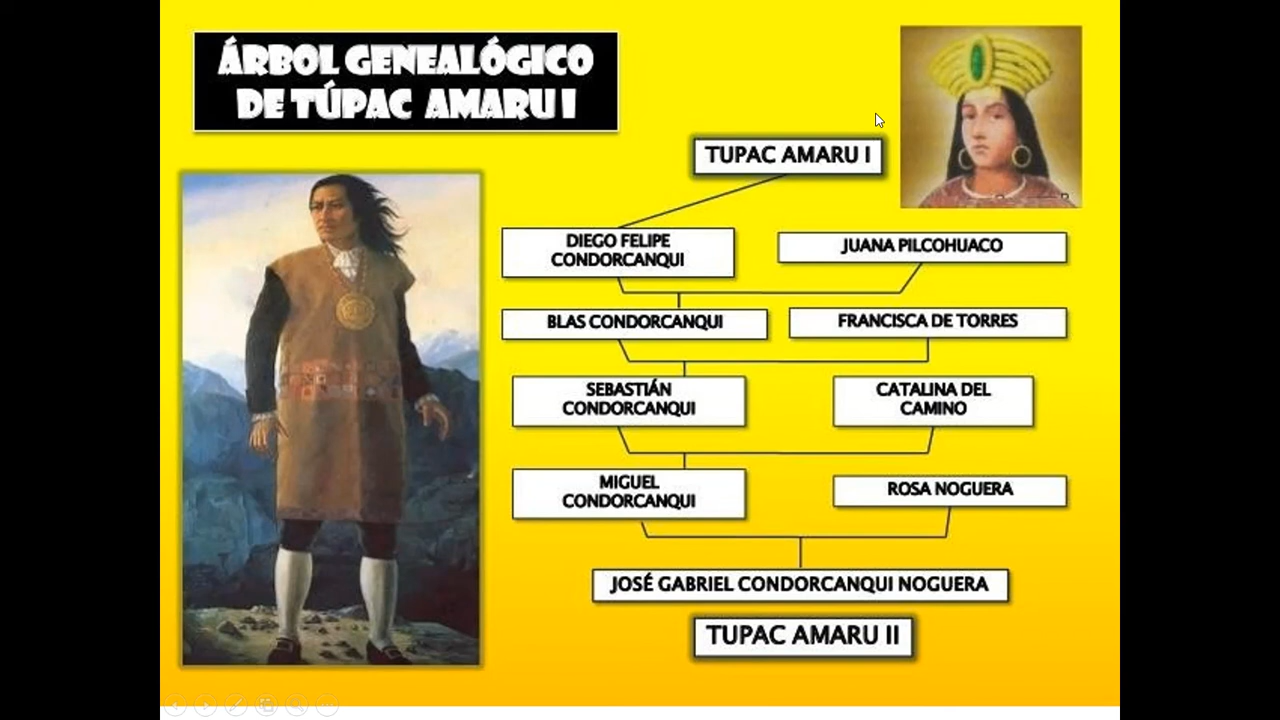 ÁRBOL GENEALÓGICO
DE TÚPAC AMARU I
TUPAC AMARU I
DIEGO FELIPE
CONDORCANQUI
JUANA PILCOHUACO
BLAS CONDORCANQUI
FRANCISCA DE TORRES
SEBASTIÁN
CONDORCANQUI
CATALINA DEL
CAMINO
MIGUEL
CONDORCANQUI
ROSA NOGUERA
JOSÉ GABRIEL CONDORCANQUI NOGUERA
TUPAC AMARU II